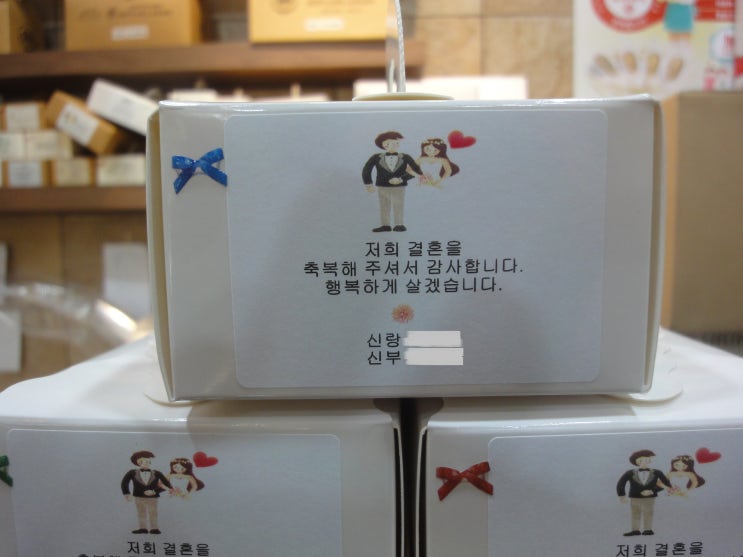 저희 결혼을
축복해 주셔서 감사합니다.
행복하게 살겠습니다.
신랑
신부
저희 결혼을
저희 결혼을